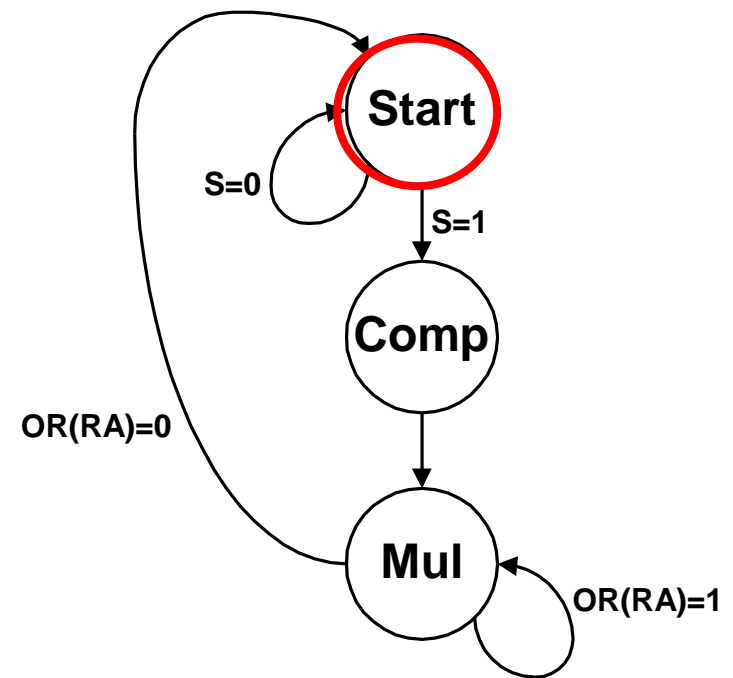 Start
S=0
S=1
Comp
OR(RA)=0
Mul
OR(RA)=1